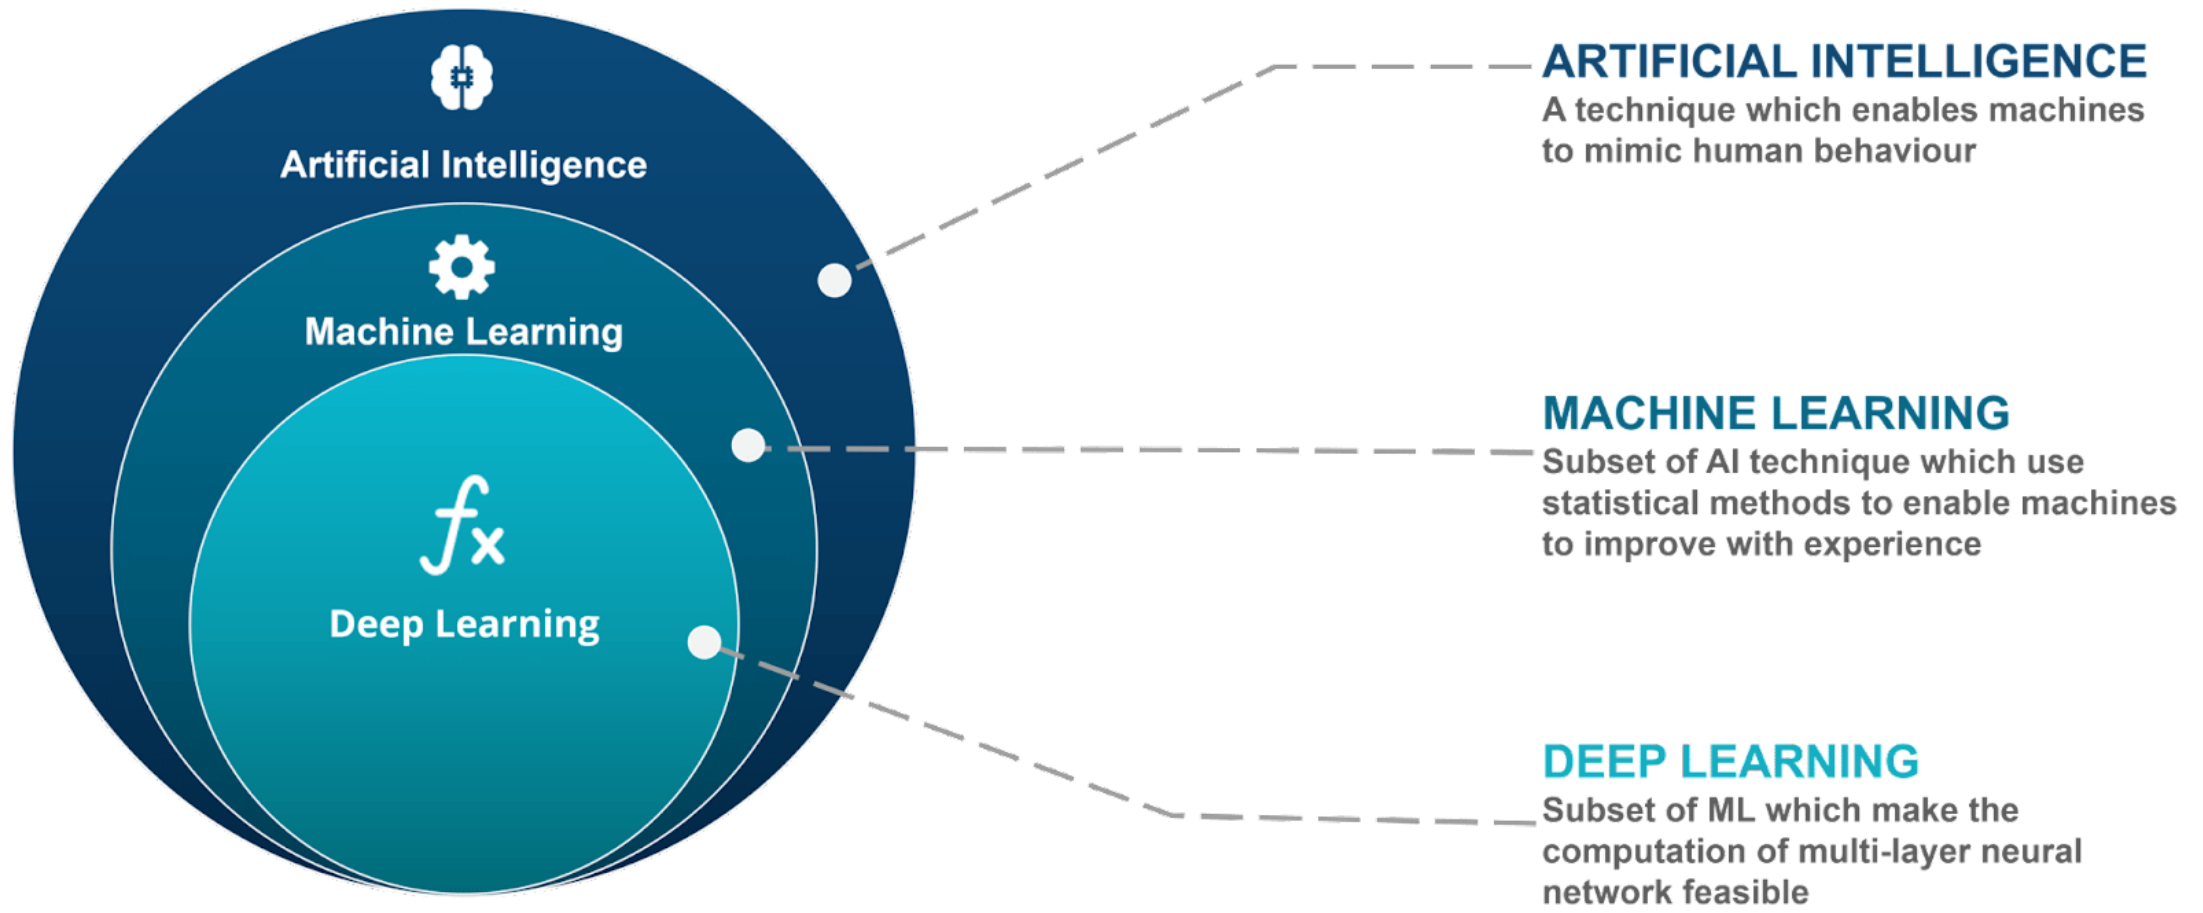 Artificial Intelligence
Machine Learning
fx
Deep Learning
ARTIFICIAL INTELLIGENCE
A technique which enables machines
to mimic human behaviour
MACHINE LEARNING
Subset of AI technique which use
statistical methods to enable machines
to improve with experience
DEEP LEARNING
Subset of ML which make the
computation of multi-layer neural
network feasible